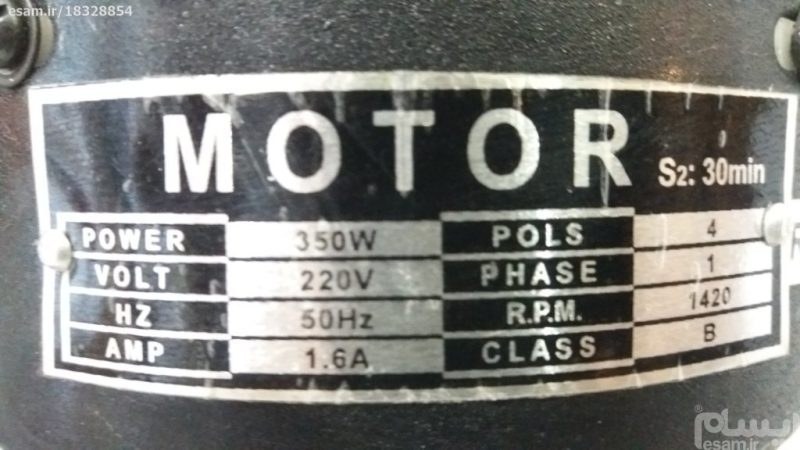 esam.ir/18328854
MOTOR
S2: 30min
POWER 350W POLS 4
VOLT 220V PHASE 1
HZ 50Hz R.P.M. 1420
AMP 1.6A CLASS B
ایسام
esam.ir